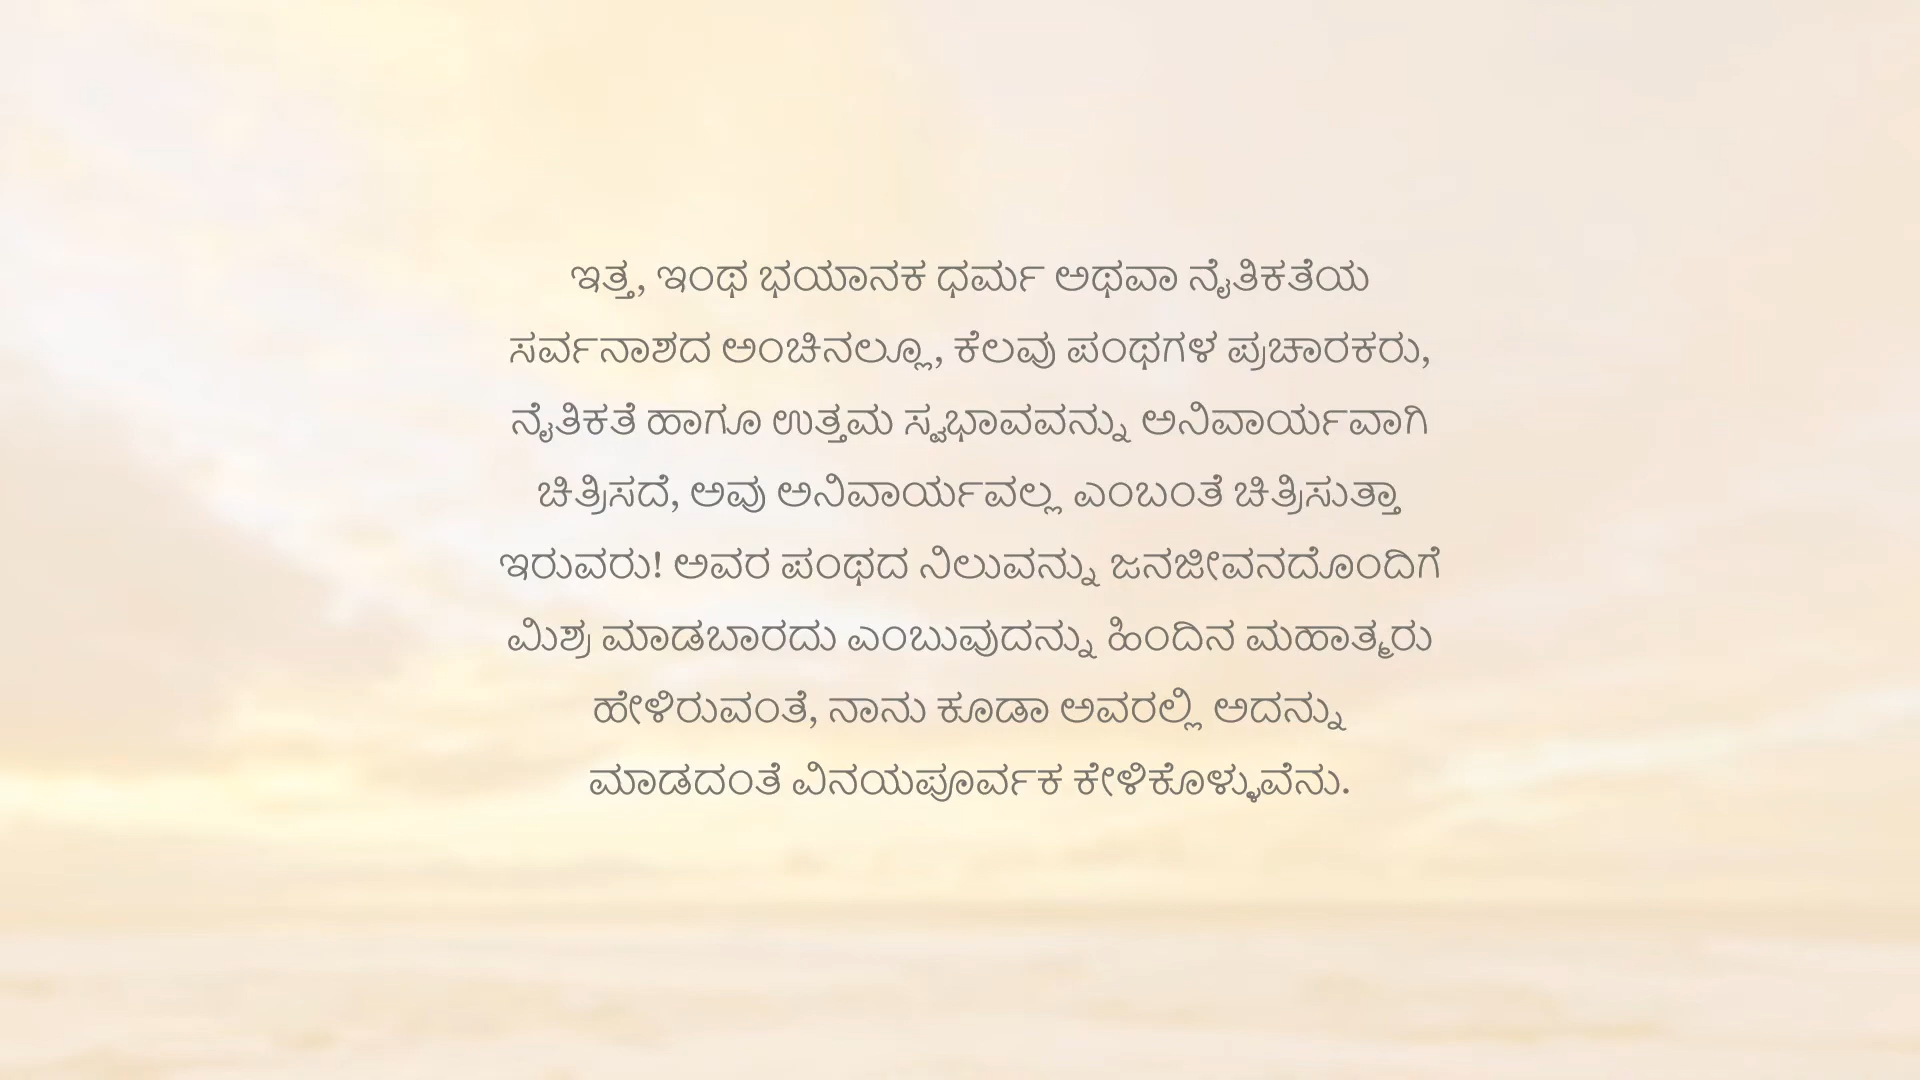 ಇತ್ತ, ಇಂಥ ಭಯಾನಕ ಧರ್ಮ ಅಥವಾ ನೈತಿಕತೆಯ
ಸರ್ವನಾಶದ ಅಂಚಿನಲ್ಲೂ, ಕೆಲವು ಪಂಥಗಳ ಪ್ರಚಾರಕರು,
ನೈತಿಕತೆ ಹಾಗೂ ಉತ್ತಮ ಸ್ವಭಾವವನ್ನು ಅನಿವಾರ್ಯವಾಗಿ
ಚಿತ್ರಿಸದೆ, ಅವು ಅನಿವಾರ್ಯವಲ್ಲ ಎಂಬಂತೆ ಚಿತ್ರಿಸುತ್ತಾ
ಇರುವರು! ಅವರ ಪಂಥದ ನಿಲುವನ್ನು ಜನಜೀವನದೊಂದಿಗೆ
ಮಿಶ್ರ ಮಾಡಬಾರದು ಎಂಬುವುದನ್ನು ಹಿಂದಿನ ಮಹಾತ್ಮರು
ಹೇಳಿರುವಂತೆ, ನಾನು ಕೂಡಾ ಅವರಲ್ಲಿ ಅದನ್ನು
ಮಾಡದಂತೆ ವಿನಯಪೂರ್ವಕ ಕೇಳಿಕೊಳ್ಳುವೆನು.